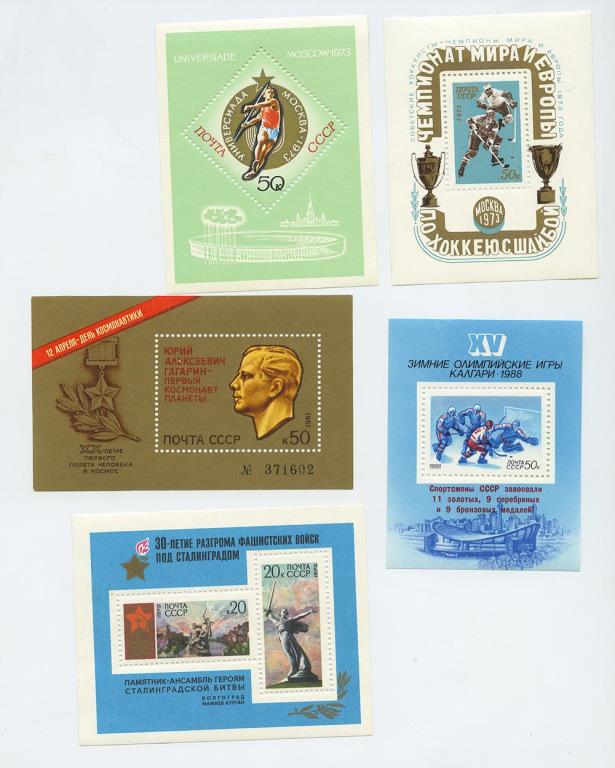 UNIVERSIADE MOSCOW·1973
УНИВЕРСИАДА МОСКВА·1973
ПОЧТА СССР
50К
СОВЕТСКИЕ ХОККЕИСТЫ-ЧЕМПИОНЫ МИРА И ЕВРОПЫ 1973 ГОДА
ЧЕМПИОНАТ МИРА И ЕВРОПЫ
ПОЧТА
СССР
1973
50К
МОСКВА
1973
ПО ХОККЕЮ С ШАЙБОЙ
12 АПРЕЛЯ-ДЕНЬ КОСМОНАВТИКИ
ЮРИЙ
АЛЕКСЕЕВИЧ
ГАГАРИН-
ПЕРВЫЙ
КОСМОНАВТ
ПЛАНЕТЫ
1981
ПОЧТА СССР К50
XX-ЛЕТИЕ
ПЕРВОГО
ПОЛЕТА ЧЕЛОВЕКА
В КОСМОС
№ 371602
XV
ЗИМНИЕ ОЛИМПИЙСКИЕ ИГРЫ
КАЛГАРИ·1988
1988 ПОЧТА СССР 50К
Спортсмены СССР завоевали
11 золотых, 9 серебряных
и 9 бронзовых медалей!
30-ЛЕТИЕ РАЗГРОМА ФАШИСТСКИХ ВОЙСК
ПОД СТАЛИНГРАДОМ
20К
ПОЧТА
СССР
1973
1973
ПОЧТА
СССР
К20
ПАМЯТНИК-АНСАМБЛЬ ГЕРОЯМ
СТАЛИНГРАДСКОЙ БИТВЫ
ВОЛГОГРАД
МАМАЕВ КУРГАН